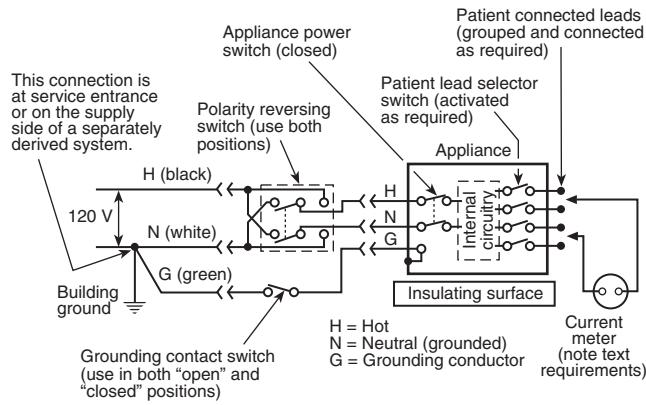 Patient connected leads
(grouped and connected
as required)
Appliance power
switch (closed)
This connection is
at service entrance
or on the supply
side of a separately
derived system.
Polarity reversing
switch (use both
positions)
Patient lead selector
switch (activated
as required)
Appliance
H (black)
H
120 V
N (white)
N
G
Internal
circuitry
G (green)
Building
ground
Insulating surface
H = Hot
N = Neutral (grounded)
G = Grounding conductor
Current
meter
(note text
requirements)
Grounding contact switch
(use in both “open” and
“closed” positions)